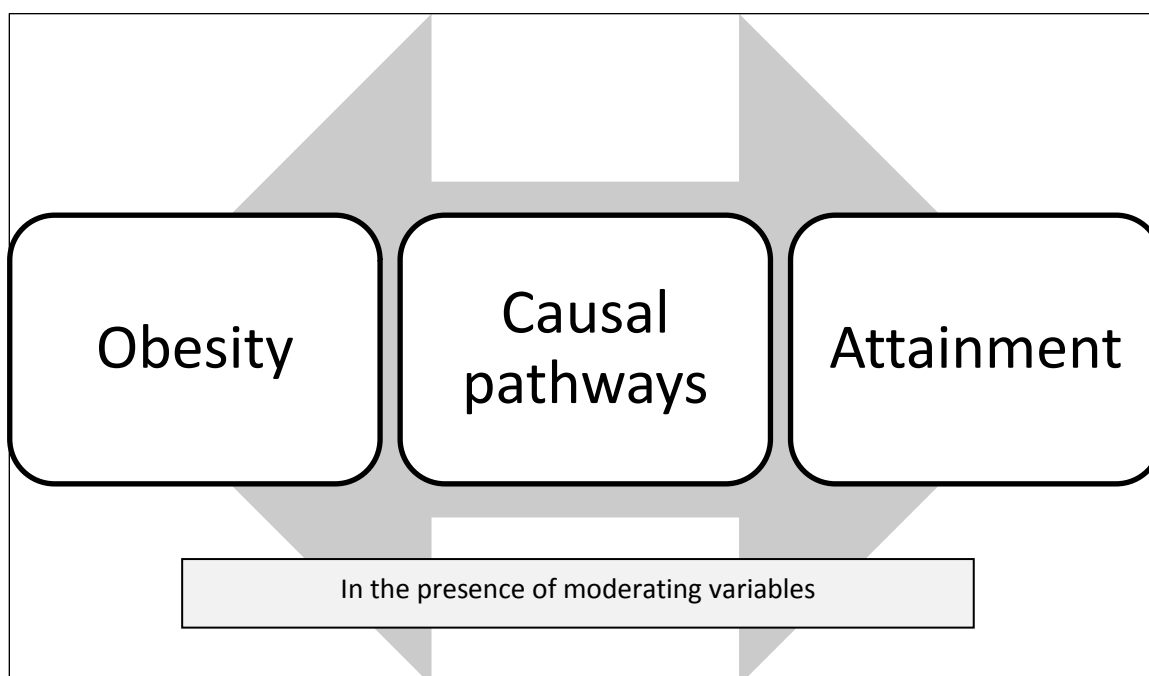 Obesity
Causal
pathways
Attainment
In the presence of moderating variables